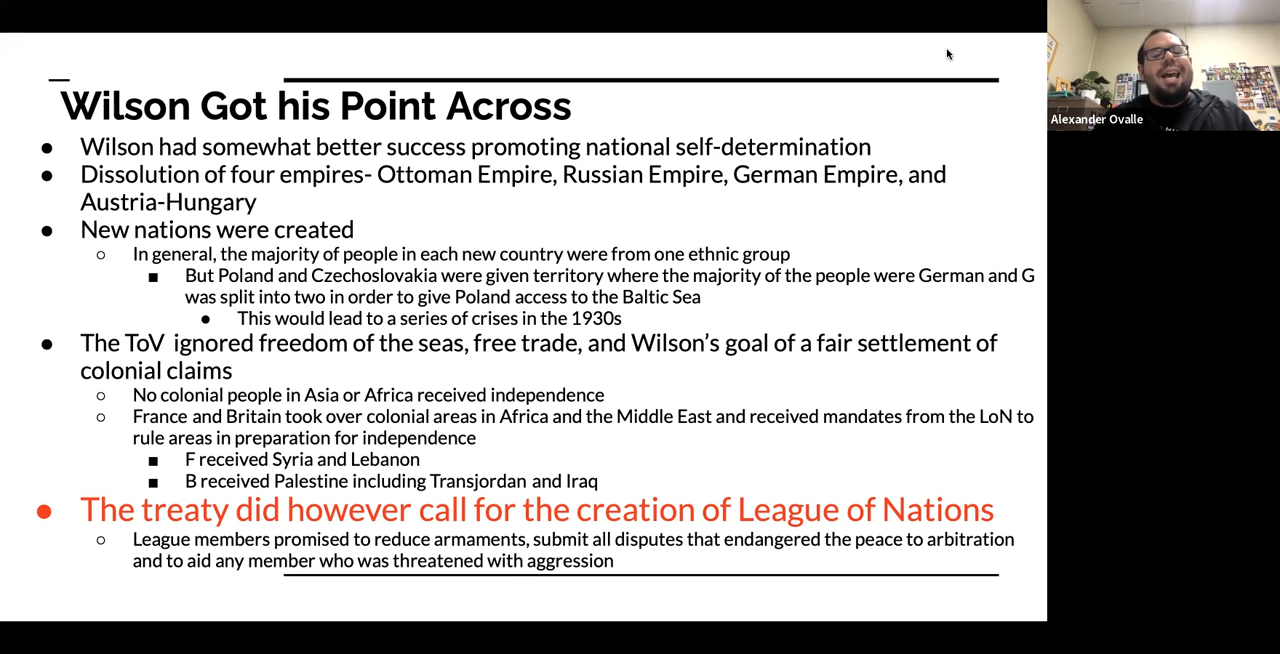 Wilson Got his Point Across
● Wilson had somewhat better success promoting national self-determination
● Dissolution of four empires- Ottoman Empire, Russian Empire, German Empire, and
Austria-Hungary
● New nations were created
○ In general, the majority of people in each new country were from one ethnic group
■ But Poland and Czechoslovakia were given territory where the majority of the people were German and G
was split into two in order to give Poland access to the Baltic Sea
● This would lead to a series of crises in the 1930s
● The ToV ignored freedom of the seas, free trade, and Wilson’s goal of a fair settlement of
colonial claims
○ No colonial people in Asia or Africa received independence
○ France and Britain took over colonial areas in Africa and the Middle East and received mandates from the LoN to
rule areas in preparation for independence
■ F received Syria and Lebanon
■ B received Palestine including Transjordan and Iraq
● The treaty did however call for the creation of League of Nations
○ League members promised to reduce armaments, submit all disputes that endangered the peace to arbitration
and to aid any member who was threatened with aggression
Alexander Ovalle